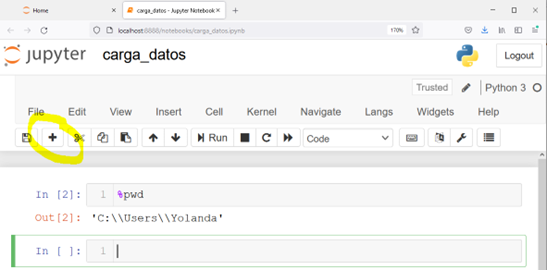 Home
carga_datos - Jupyter Notebook
localhost:8888/notebooks/carga_datos.ipynb
170%
jupyter
carga_datos
Logout
Trusted
Python 3
File Edit View Insert Cell Kernel Navigate Langs Widgets Help
Run
Code
In [2]: 1 %pwd
Out[2]: 'C:\\Users\\Yolanda'
In [ ]: 1